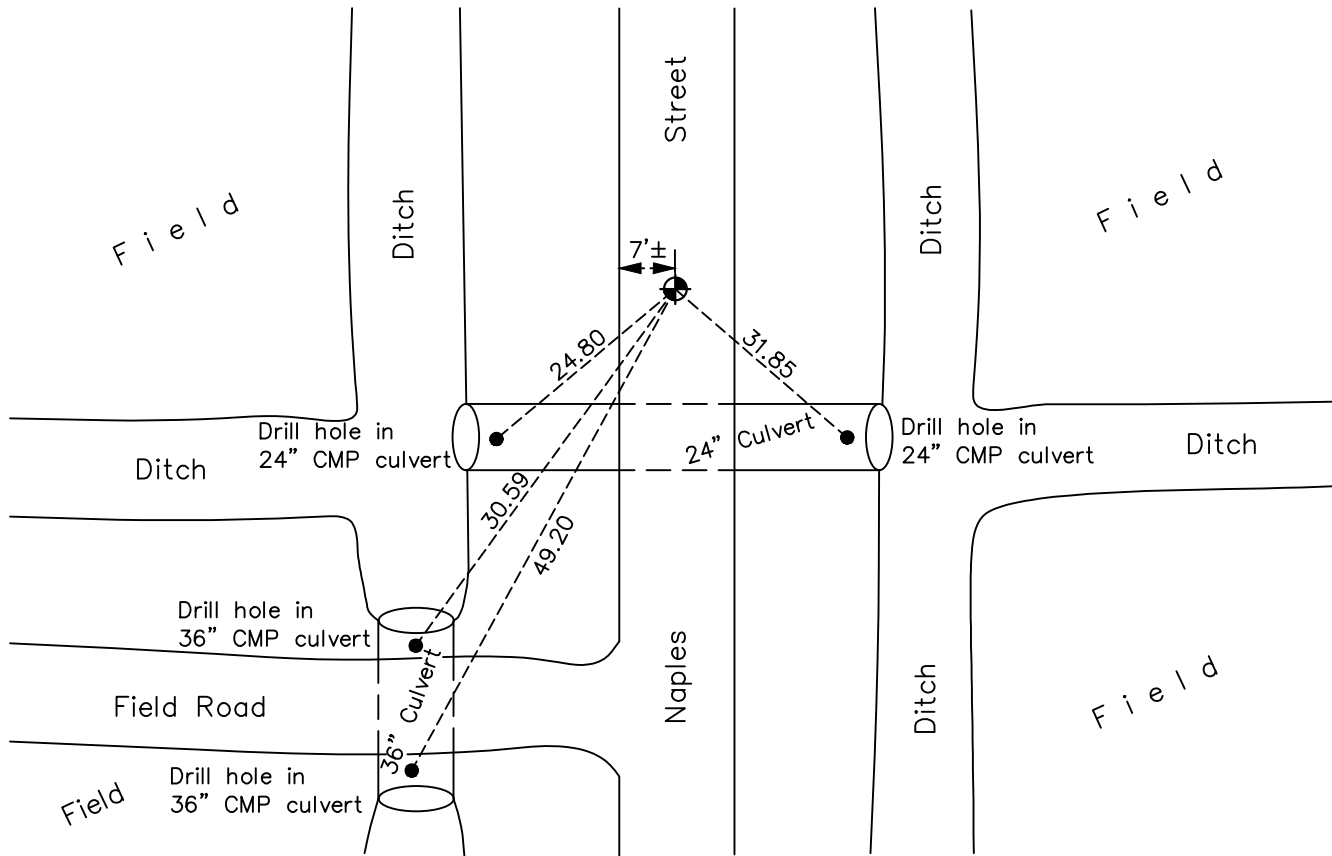 Street
Field
Ditch
Ditch
Field
7'±
24.80
31.85
Drill hole in
24" CMP culvert
24" Culvert
Drill hole in
24" CMP culvert
Ditch
Ditch
30.59
49.20
Drill hole in
36" CMP culvert
36" Culvert
Naples
Ditch
Field
Field Road
Drill hole in
36" CMP culvert
Field